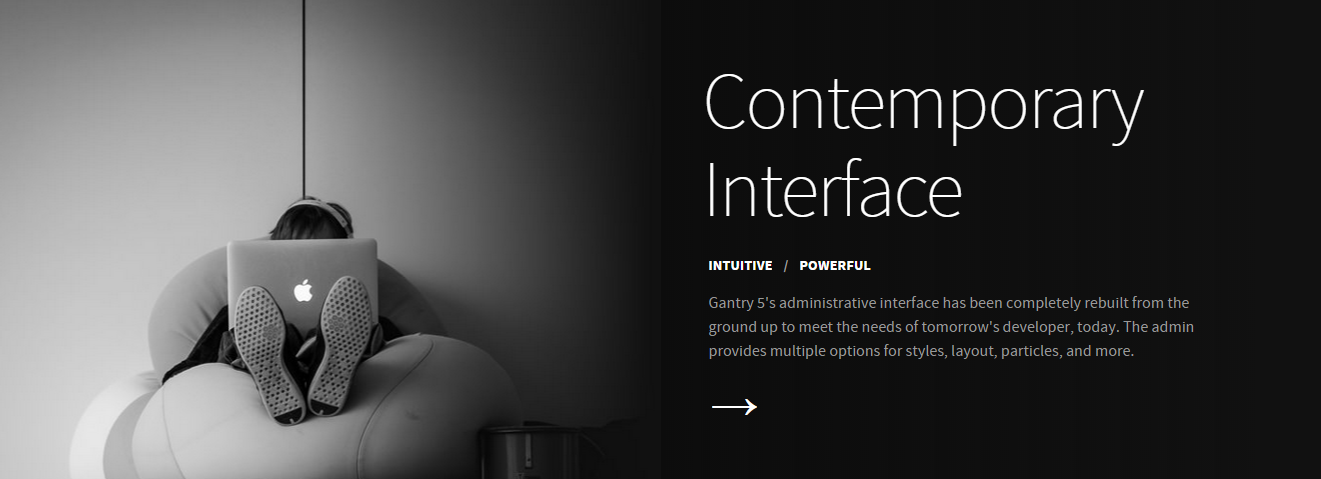 Contemporary
Interface
INTUITIVE / POWERFUL
Gantry 5's administrative interface has been completely rebuilt from the
ground up to meet the needs of tomorrow's developer, today. The admin
provides multiple options for styles, layout, particles, and more.